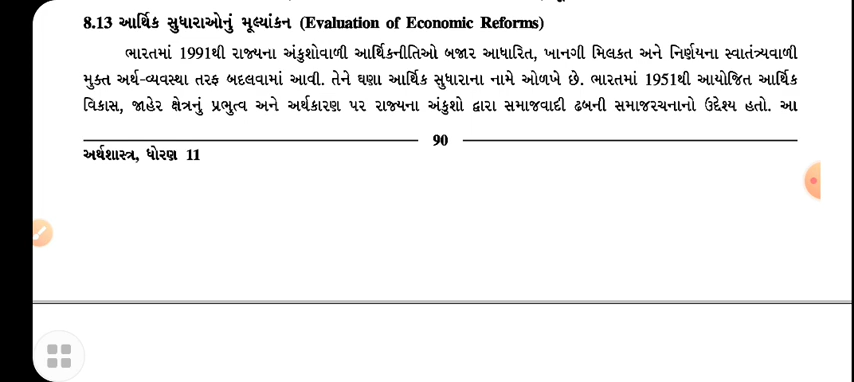 8.13 આર્થિક સુધારાઓનું મૂલ્યાંકન (Evaluation of Economic Reforms)
ભારતમાં 1991થી રાજ્યના અંકુશોવાળી આર્થિકનીતિઓ બજાર આધારિત, ખાનગી મિલકત અને નિર્ણયના સ્વાતંત્ર્યવાળી
મુક્ત અર્થ-વ્યવસ્થા તરફ બદલવામાં આવી. તેને ઘણા આર્થિક સુધારાના નામે ઓળખે છે. ભારતમાં 1951થી આયોજિત આર્થિક
વિકાસ, જાહેર ક્ષેત્રનું પ્રભુત્વ અને અર્થકારણ પર રાજ્યના અંકુશો દ્વારા સમાજવાદી ઢબની સમાજરચનાનો ઉદ્દેશ્ય હતો. આ
90
અર્થશાસ્ત્ર, ધોરણ 11